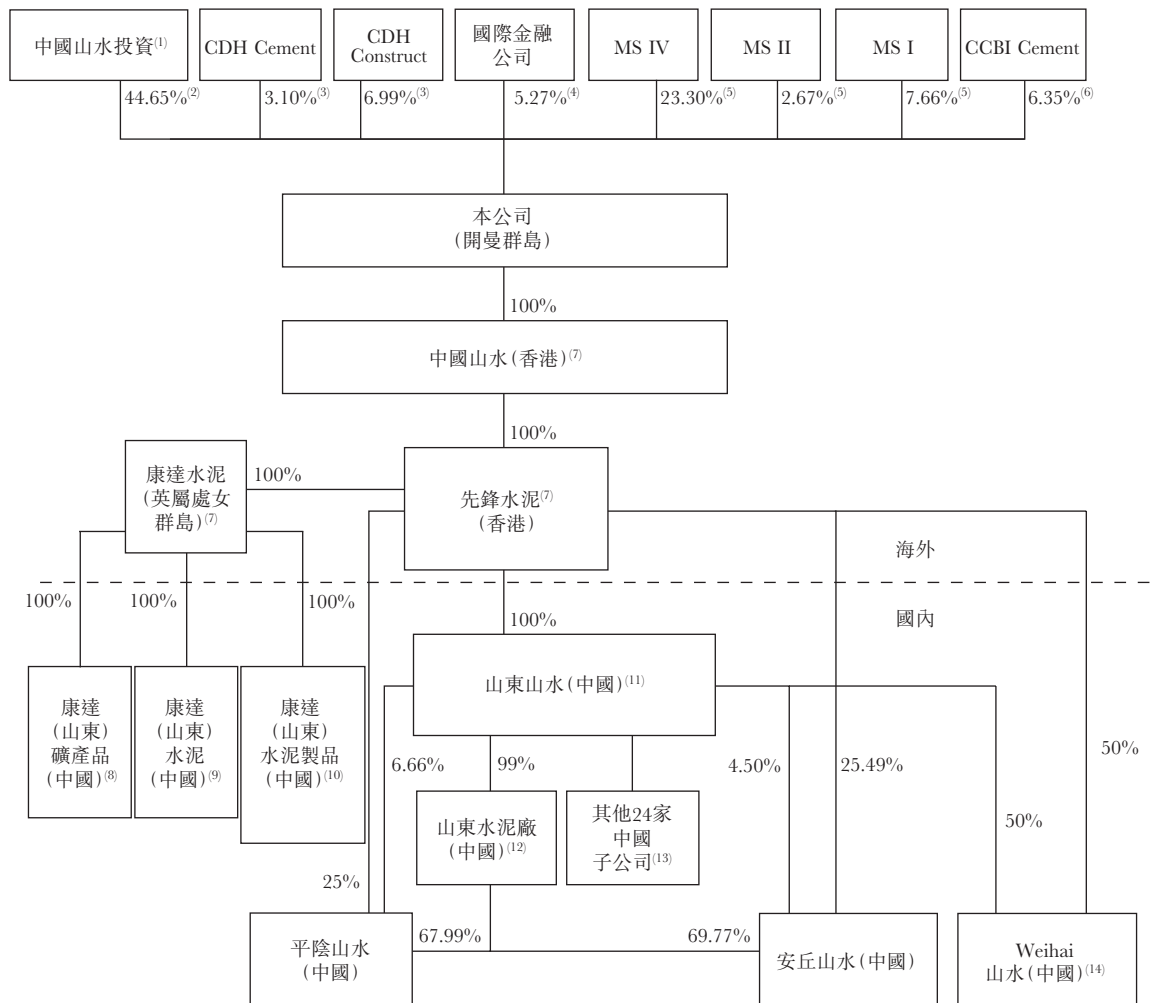 中國山水投資(1)
CDH Cement
CDH
Construct
國際金融
公司
MS IV
MS II
MS I
CCBI Cement
44.65%(2)
3.10%(3)
6.99%(3)
5.27%(4)
23.30%(5)
2.67%(5)
7.66%(5)
6.35%(6)
本公司
(開曼群島)
100%
中國山水(香港)(7)
100%
康達水泥
(英屬處女
群島)(7)
100%
先鋒水泥(7)
(香港)
海外
國內
100%
100%
100%
100%
康達
(山東)
礦產品
(中國)(8)
康達
(山東)
水泥
(中國)(9)
康達
(山東)
水泥製品
(中國)(10)
山東山水(中國)(11)
6.66%
99%
4.50%
25.49%
50%
50%
山東水泥廠
(中國)(12)
其他24家
中國
子公司(13)
25%
平陰山水
(中國)
67.99%
69.77%
安丘山水(中國)
Weihai
山水(中國)(14)